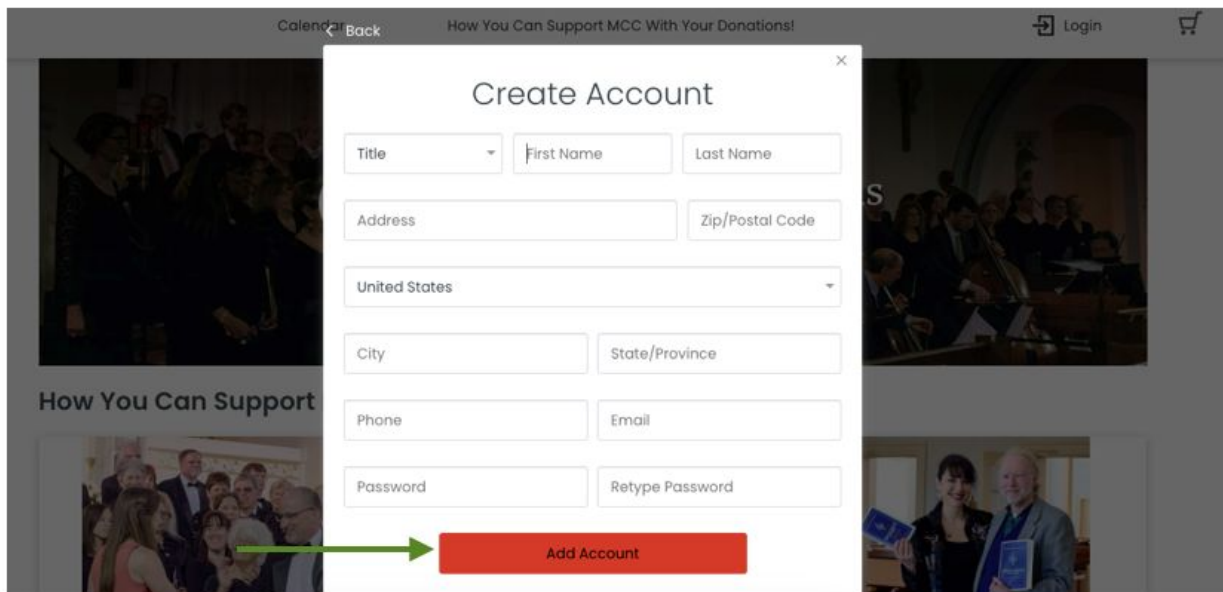 Calendar
< Back
How You Can Support MCC With Your Donations!
Login
Create Account
Title
First Name
Last Name
s
Address
Zip/Postal Code
United States
City
State/Province
How You Can Support
Phone
Email
Password
Retype Password
Add Account